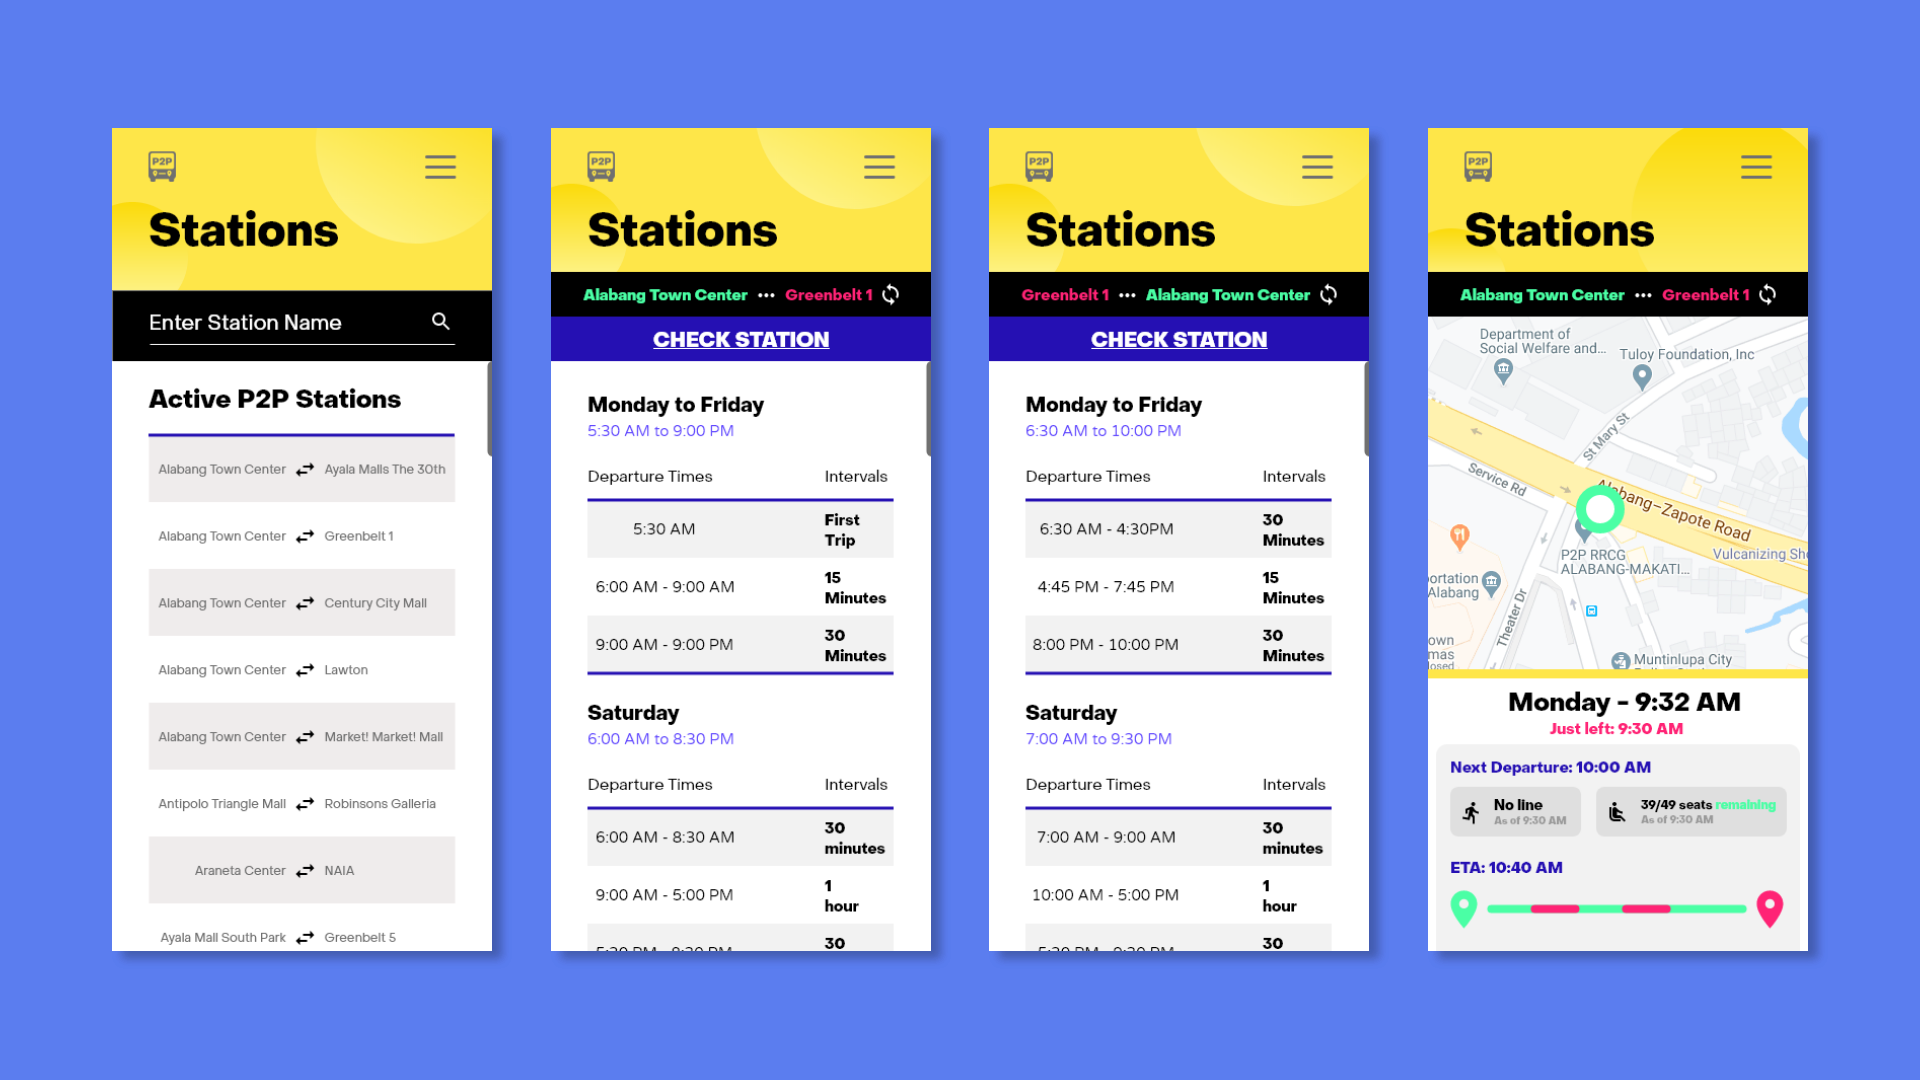 P2P
Stations
Enter Station Name
Active P2P Stations
Alabang Town Center Ayala Malls The 30th
Alabang Town Center Greenbelt 1
Alabang Town Center Century City Mall
Alabang Town Center Lawton
Alabang Town Center Market! Market! Mall
Antipolo Triangle Mall Robinsons Galleria
Araneta Center NAIA
Ayala Mall South Park Greenbelt 5
P2P
Stations
Alabang Town Center ••• Greenbelt 1
CHECK STATION
Monday to Friday
5:30 AM to 9:00 PM
Departure Times Intervals
5:30 AM First
Trip
6:00 AM - 9:00 AM 15
Minutes
9:00 AM - 9:00 PM 30
Minutes
Saturday
6:00 AM to 8:30 PM
Departure Times Intervals
6:00 AM - 8:30 AM 30
minutes
9:00 AM - 5:00 PM 1
hour
5:30 PM - 8:30 PM 30
P2P
Stations
Greenbelt 1 ••• Alabang Town Center
CHECK STATION
Monday to Friday
6:30 AM to 10:00 PM
Departure Times Intervals
6:30 AM - 4:30PM 30
Minutes
4:45 PM - 7:45 PM 15
Minutes
8:00 PM - 10:00 PM 30
Minutes
Saturday
7:00 AM to 9:30 PM
Departure Times Intervals
7:00 AM - 9:00 AM 30
minutes
10:00 AM - 5:00 PM 1
hour
5:30 PM - 9:30 PM 30
P2P
Stations
Alabang Town Center ••• Greenbelt 1
Department of
Social Welfare and...
Tuloy Foundation, Inc
St Mary St
Service Rd
Alabang–Zapote Road
P2P RRCG
ALABANG-MAKATI...
Vulcanizing Sho
ortation
Alabang
Theater Dr
own
mas
losed
Muntinlupa City
Monday - 9:32 AM
Just left: 9:30 AM
Next Departure: 10:00 AM
No line
As of 9:30 AM
39/49 seats remaining
As of 9:30 AM
ETA: 10:40 AM